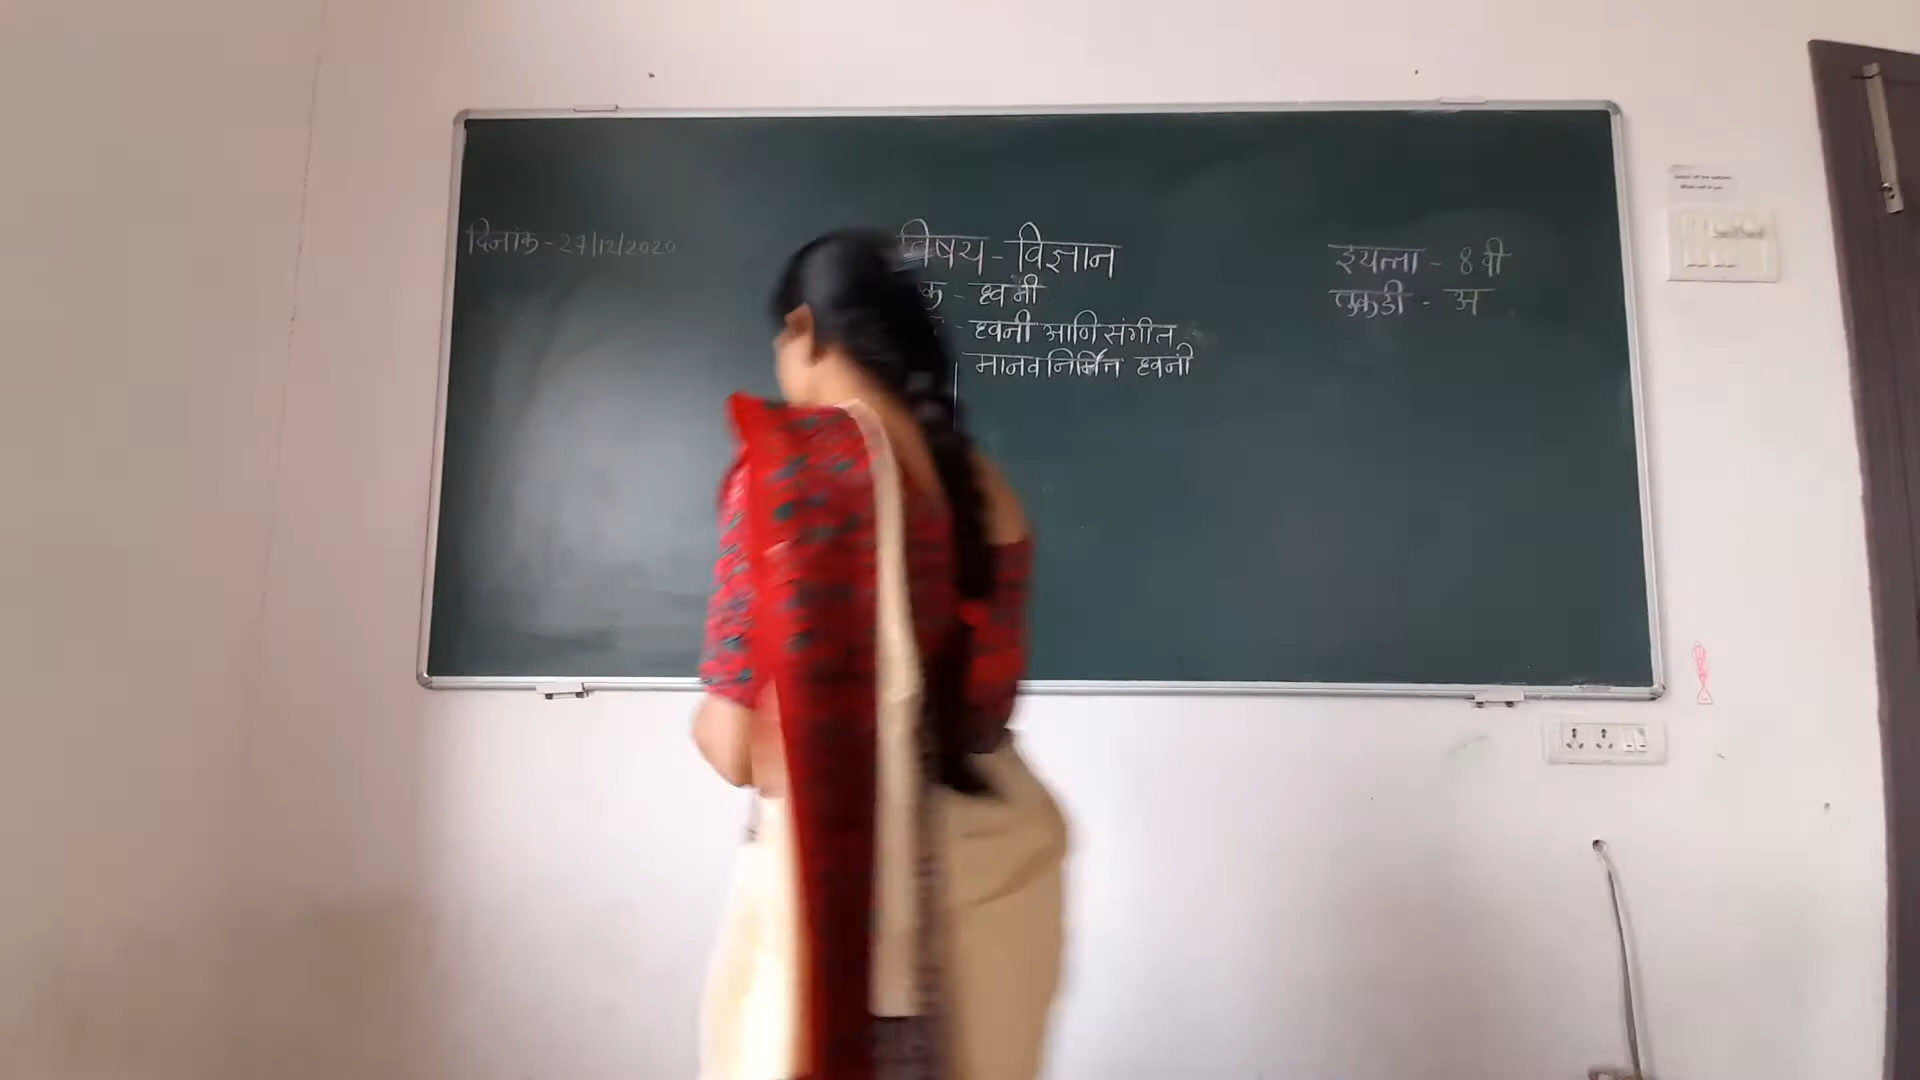 दिनांक - 27/12/2020
विषय - विज्ञान
इयत्ता - 8 वी
क - ध्वनी
तुकडी - अ
- ध्वनी आणि संगीत
मानवनिर्मित ध्वनी